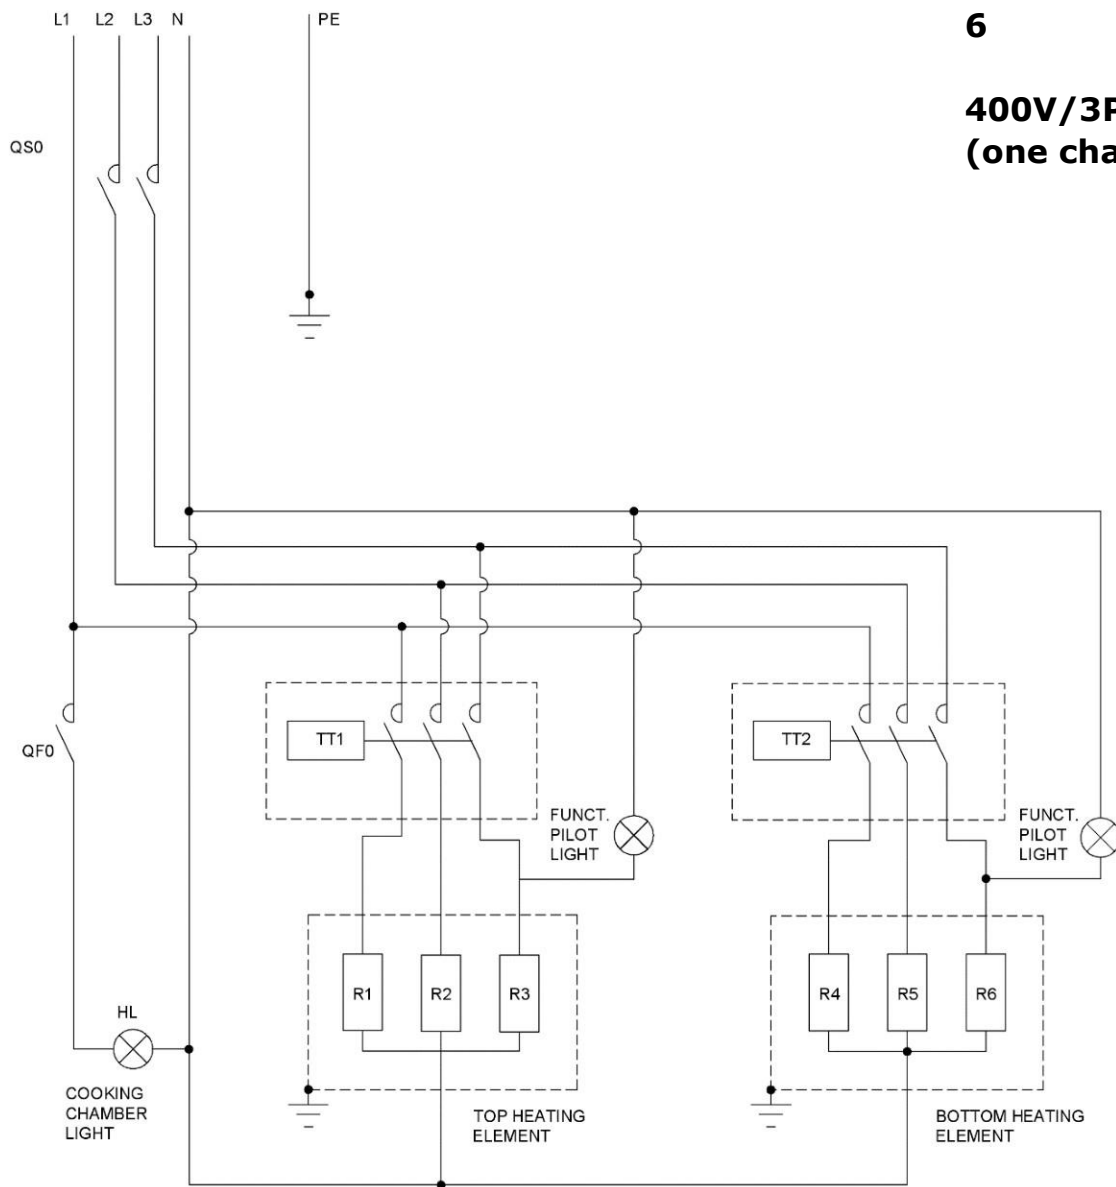 L1 L2 L3 N PE
6
400V/3P
(one cha
QS0
QF0
TT1
TT2
FUNCT.
PILOT
LIGHT
FUNCT.
PILOT
LIGHT
R1 R2 R3
R4 R5 R6
HL
COOKING
CHAMBER
LIGHT
TOP HEATING
ELEMENT
BOTTOM HEATING
ELEMENT